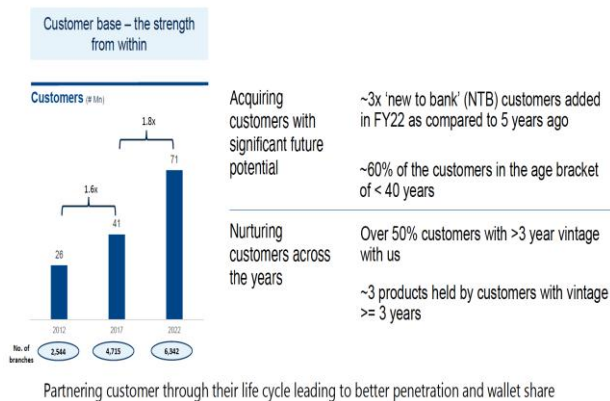 Customer base – the strength
from within
Customers (# Mn)
1.8x
71
1.6x
41
26
2012 2017 2022
No. of
branches
2,544 4,715 6,342
Acquiring
customers with
significant future
potential
~3x ‘new to bank’ (NTB) customers added
in FY22 as compared to 5 years ago
~60% of the customers in the age bracket
of < 40 years
Nurturing
customers across
the years
Over 50% customers with >3 year vintage
with us
~3 products held by customers with vintage
>= 3 years
Partnering customer through their life cycle leading to better penetration and wallet share